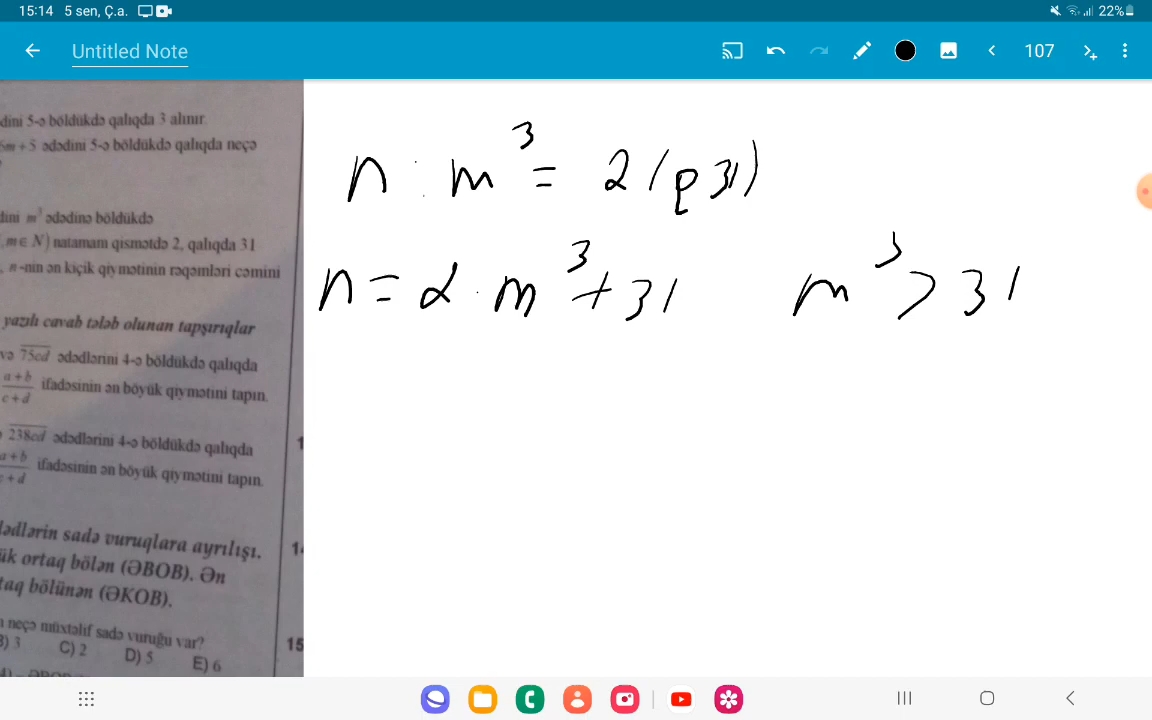 15:14 5 sen, Ç.a. 22%
Untitled Note 107
dini 5-ə böldükdə qalıqda 3 alınır.
6m + 5 ədədini 5-ə böldükdə qalıqda neçə
dini m³ ədədinə böldükdə
,m ∈ N) natamam qismətdə 2, qalıqda 31
, n-nin ən kiçik qiymətinin rəqəmləri cəmini
yazılı cavab tələb olunan tapşırıqlar
və 75cd ədədlərini 4-ə böldükdə qalıqda
a+b/c+d ifadəsinin ən böyük qiymətini tapın.
238cd ədədlərini 4-ə böldükdə qalıqda
a+b/c+d ifadəsinin ən böyük qiymətini tapın.
dədlərin sadə vuruqlara ayrılışı.
ük ortaq bölən (ƏBOB). Ən
taq bölünən (ƏKOB).
n neçə müxtəlif sadə vuruğu var?
B) 3 C) 2 D) 5 E) 6
15
n : m³ = 2 (p 31)
n = 2 · m³ + 31 m³ > 31